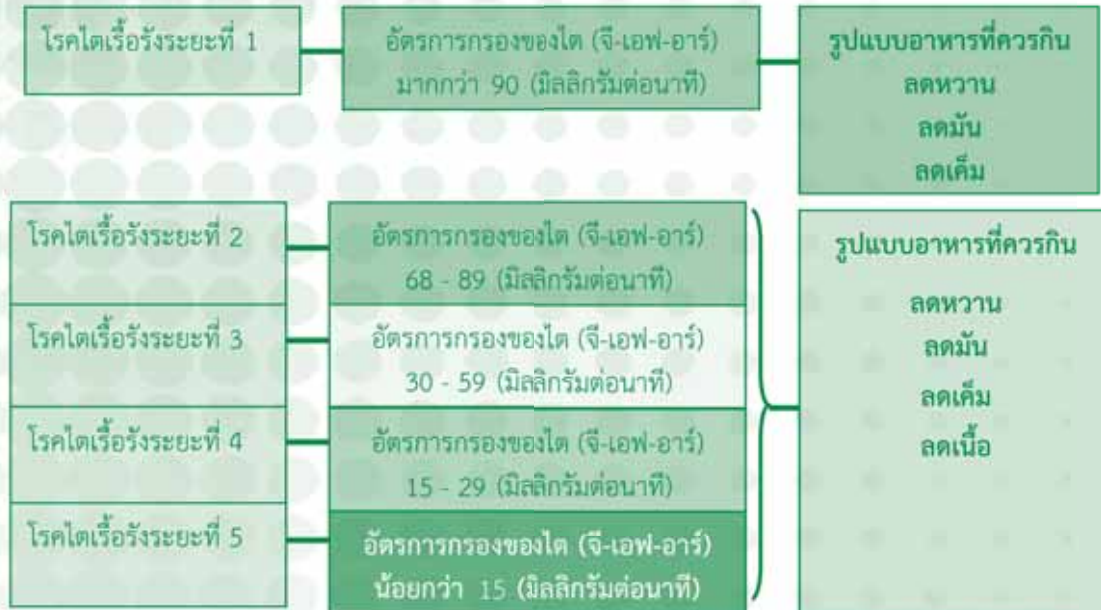 โรคไตเรื้อรังระยะที่ 1
อัตรการกรองของไต (จี-เอฟ-อาร์)
มากกว่า 90 (มิลลิกรัมต่อนาที)
รูปแบบอาหารที่ควรกิน
ลดหวาน
ลดมัน
ลดเค็ม
โรคไตเรื้อรังระยะที่ 2
อัตรการกรองของไต (จี-เอฟ-อาร์)
68 - 89 (มิลลิกรัมต่อนาที)
โรคไตเรื้อรังระยะที่ 3
อัตรการกรองของไต (จี-เอฟ-อาร์)
30 - 59 (มิลลิกรัมต่อนาที)
โรคไตเรื้อรังระยะที่ 4
อัตรการกรองของไต (จี-เอฟ-อาร์)
15 - 29 (มิลลิกรัมต่อนาที)
โรคไตเรื้อรังระยะที่ 5
อัตรการกรองของไต (จี-เอฟ-อาร์)
น้อยกว่า 15 (มิลลิกรัมต่อนาที)
รูปแบบอาหารที่ควรกิน
ลดหวาน
ลดมัน
ลดเค็ม
ลดเนื้อ